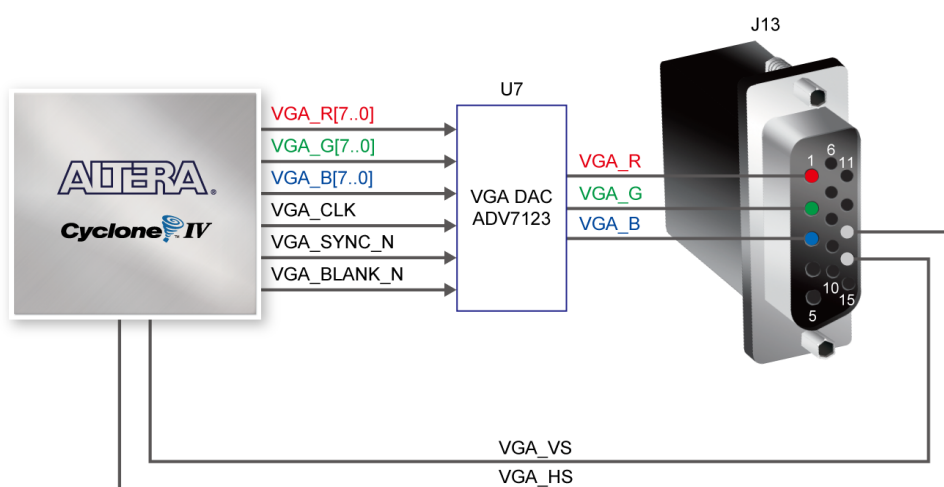 J13
U7
VGA_R[7..0]
VGA_G[7..0]
VGA_B[7..0]
VGA_CLK
VGA_SYNC_N
VGA_BLANK_N
ALTERA®
Cyclone™ IV
VGA DAC
ADV7123
VGA_R
VGA_G
VGA_B
1
6
11
5
10
15
VGA_VS
VGA_HS